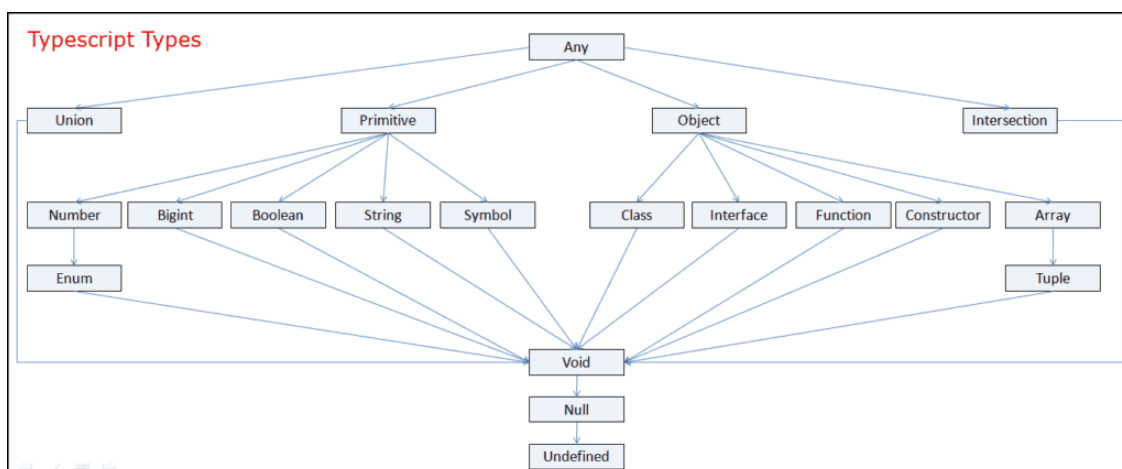 Typescript Types
Any
Union
Primitive
Object
Intersection
Number
Bigint
Boolean
String
Symbol
Class
Interface
Function
Constructor
Array
Enum
Tuple
Void
Null
Undefined